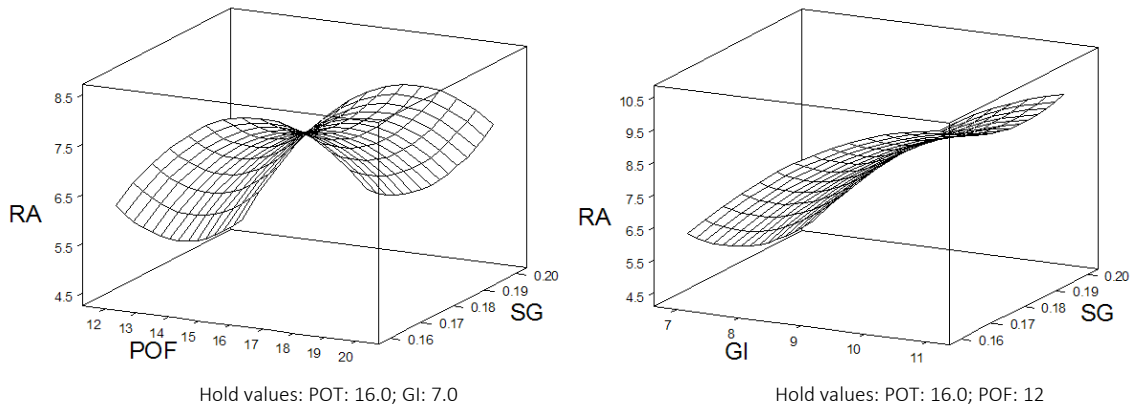 8.5
7.5
RA
6.5
5.5
4.5
12 13 14 15 16 17 18 19 20
POF
0.16 0.17 0.18 0.19 0.20
SG
Hold values: POT: 16.0; GI: 7.0
10.5
9.5
8.5
7.5
RA
6.5
5.5
4.5
7 8 9 10 11
GI
0.16 0.17 0.18 0.19 0.20
SG
Hold values: POT: 16.0; POF: 12